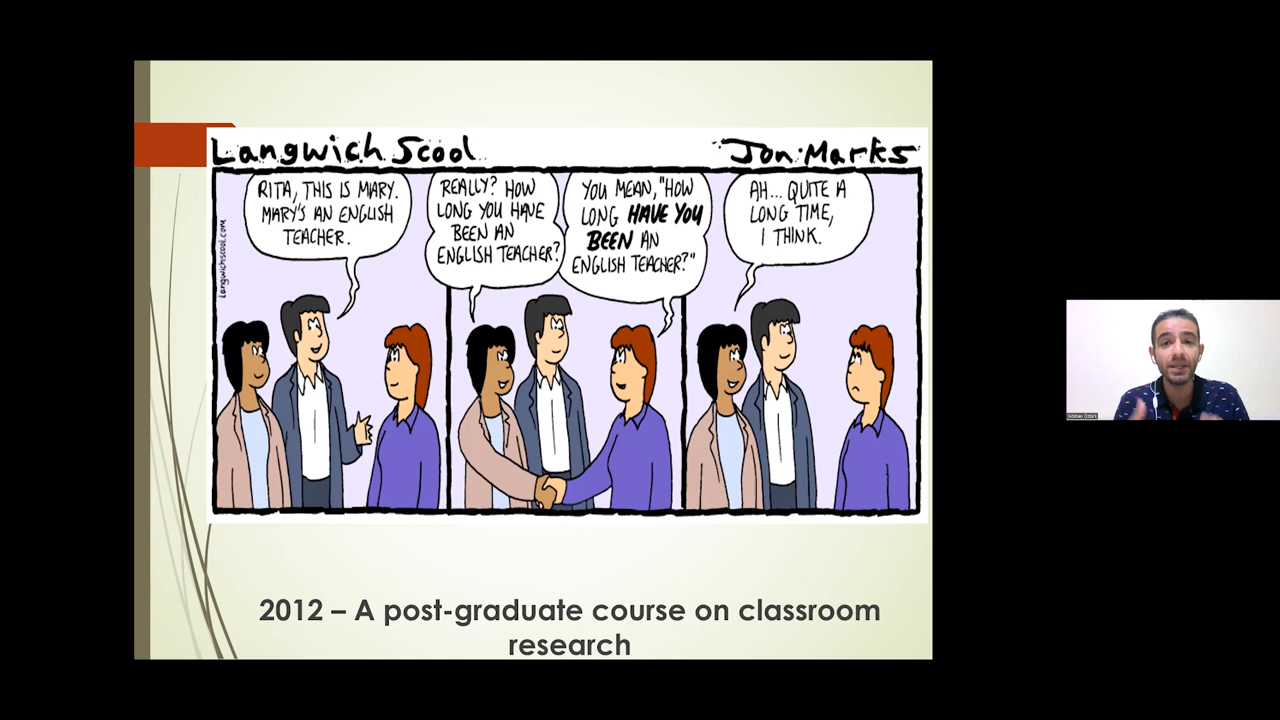 Langwich Scool
Jon Marks
RITA, THIS IS MARY.
MARY'S AN ENGLISH
TEACHER.
REALLY? HOW
LONG YOU HAVE
BEEN AN
ENGLISH TEACHER?
YOU MEAN, "HOW
LONG HAVE YOU
BEEN AN
ENGLISH TEACHER?"
AH... QUITE A
LONG TIME,
I THINK.
langwichscool.com
2012 – A post-graduate course on classroom
research
Gökhan Öztürk